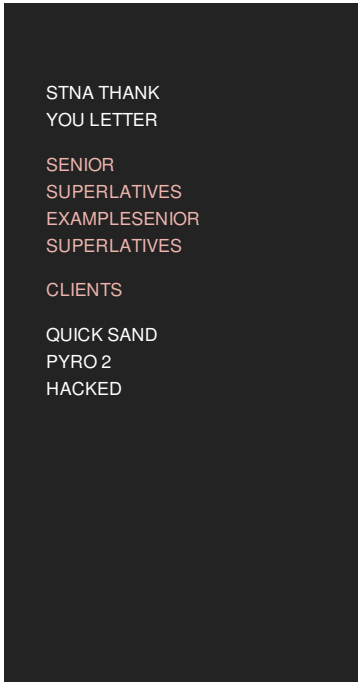 STNA THANK
YOU LETTER
SENIOR
SUPERLATIVES
EXAMPLESENIOR
SUPERLATIVES
CLIENTS
QUICK SAND
PYRO 2
HACKED